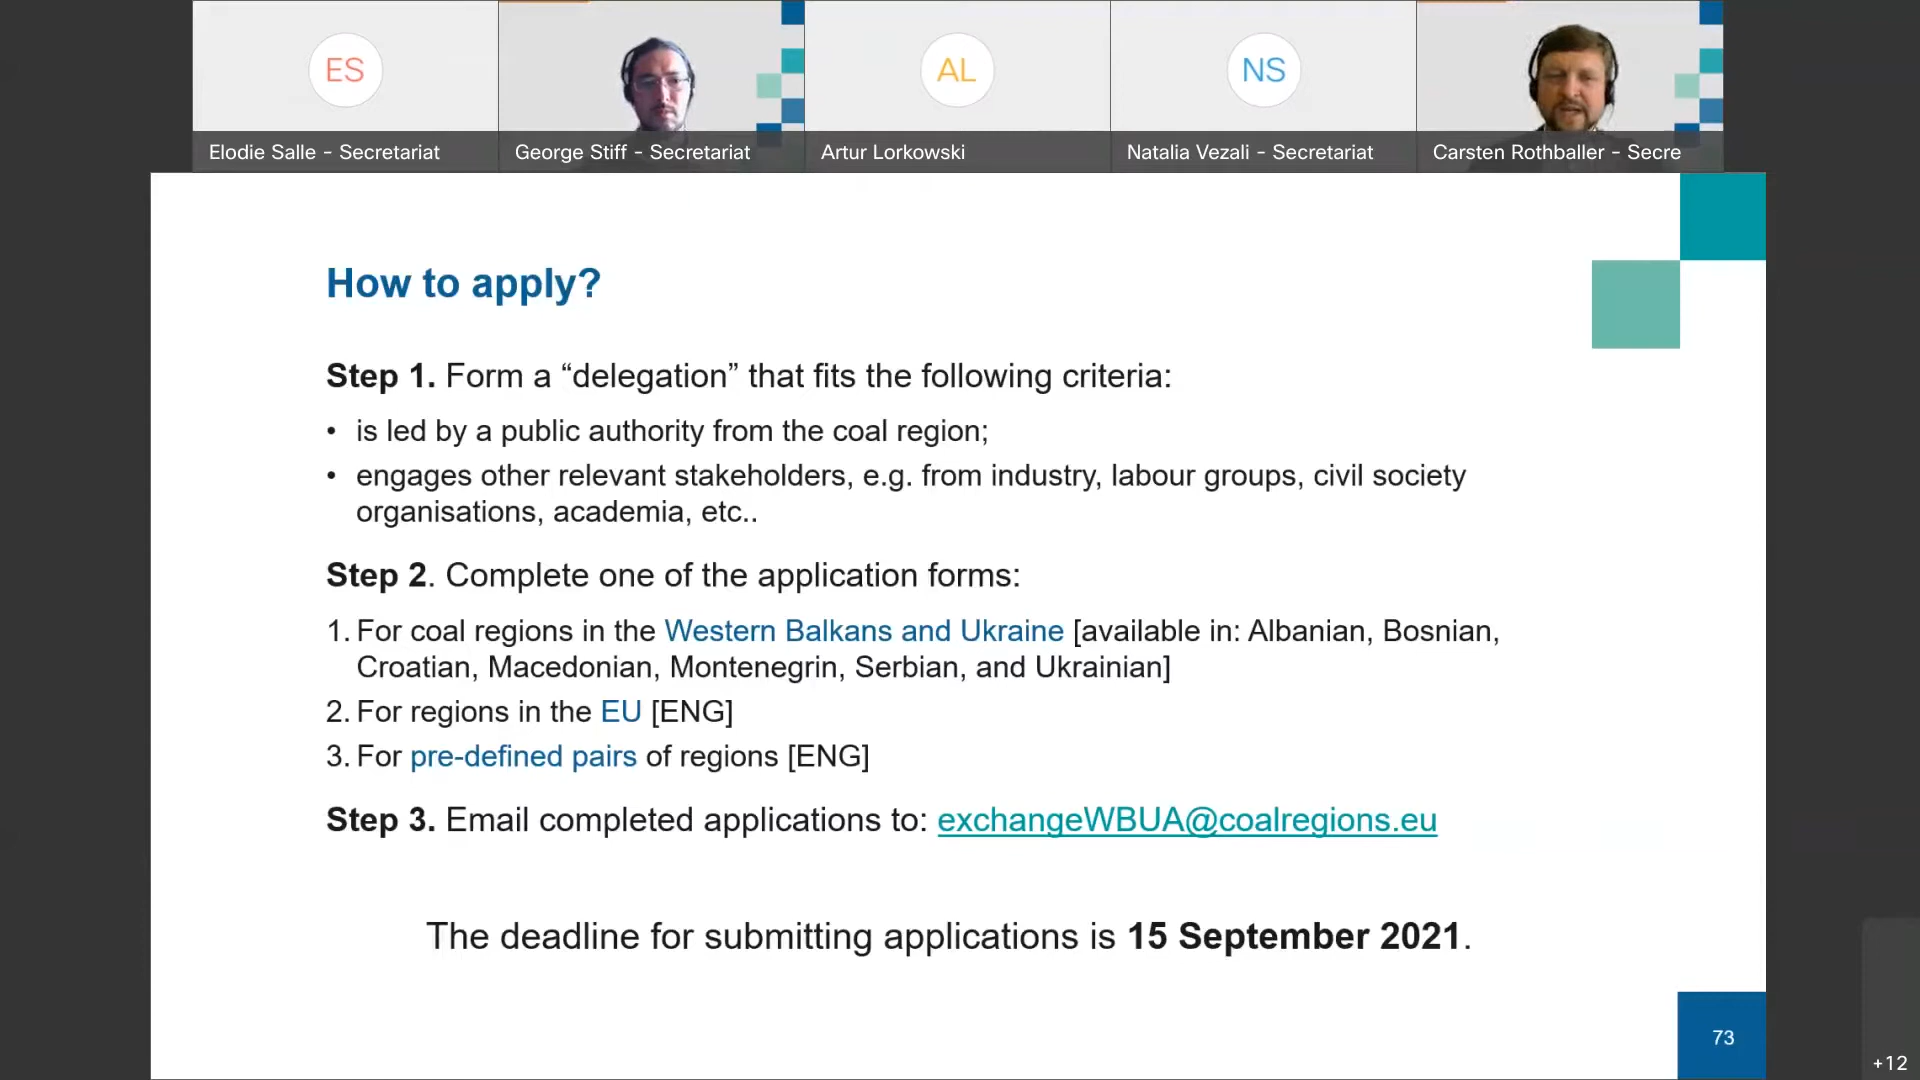 ES
AL
NS
Elodie Salle - Secretariat
George Stiff - Secretariat
Artur Lorkowski
Natalia Vezali - Secretariat
Carsten Rothballer - Secre
How to apply?
Step 1. Form a “delegation” that fits the following criteria:
• is led by a public authority from the coal region;
• engages other relevant stakeholders, e.g. from industry, labour groups, civil society
organisations, academia, etc..
Step 2. Complete one of the application forms:
1. For coal regions in the Western Balkans and Ukraine [available in: Albanian, Bosnian,
Croatian, Macedonian, Montenegrin, Serbian, and Ukrainian]
2. For regions in the EU [ENG]
3. For pre-defined pairs of regions [ENG]
Step 3. Email completed applications to: exchangeWBUA@coalregions.eu
The deadline for submitting applications is 15 September 2021.
73
+12